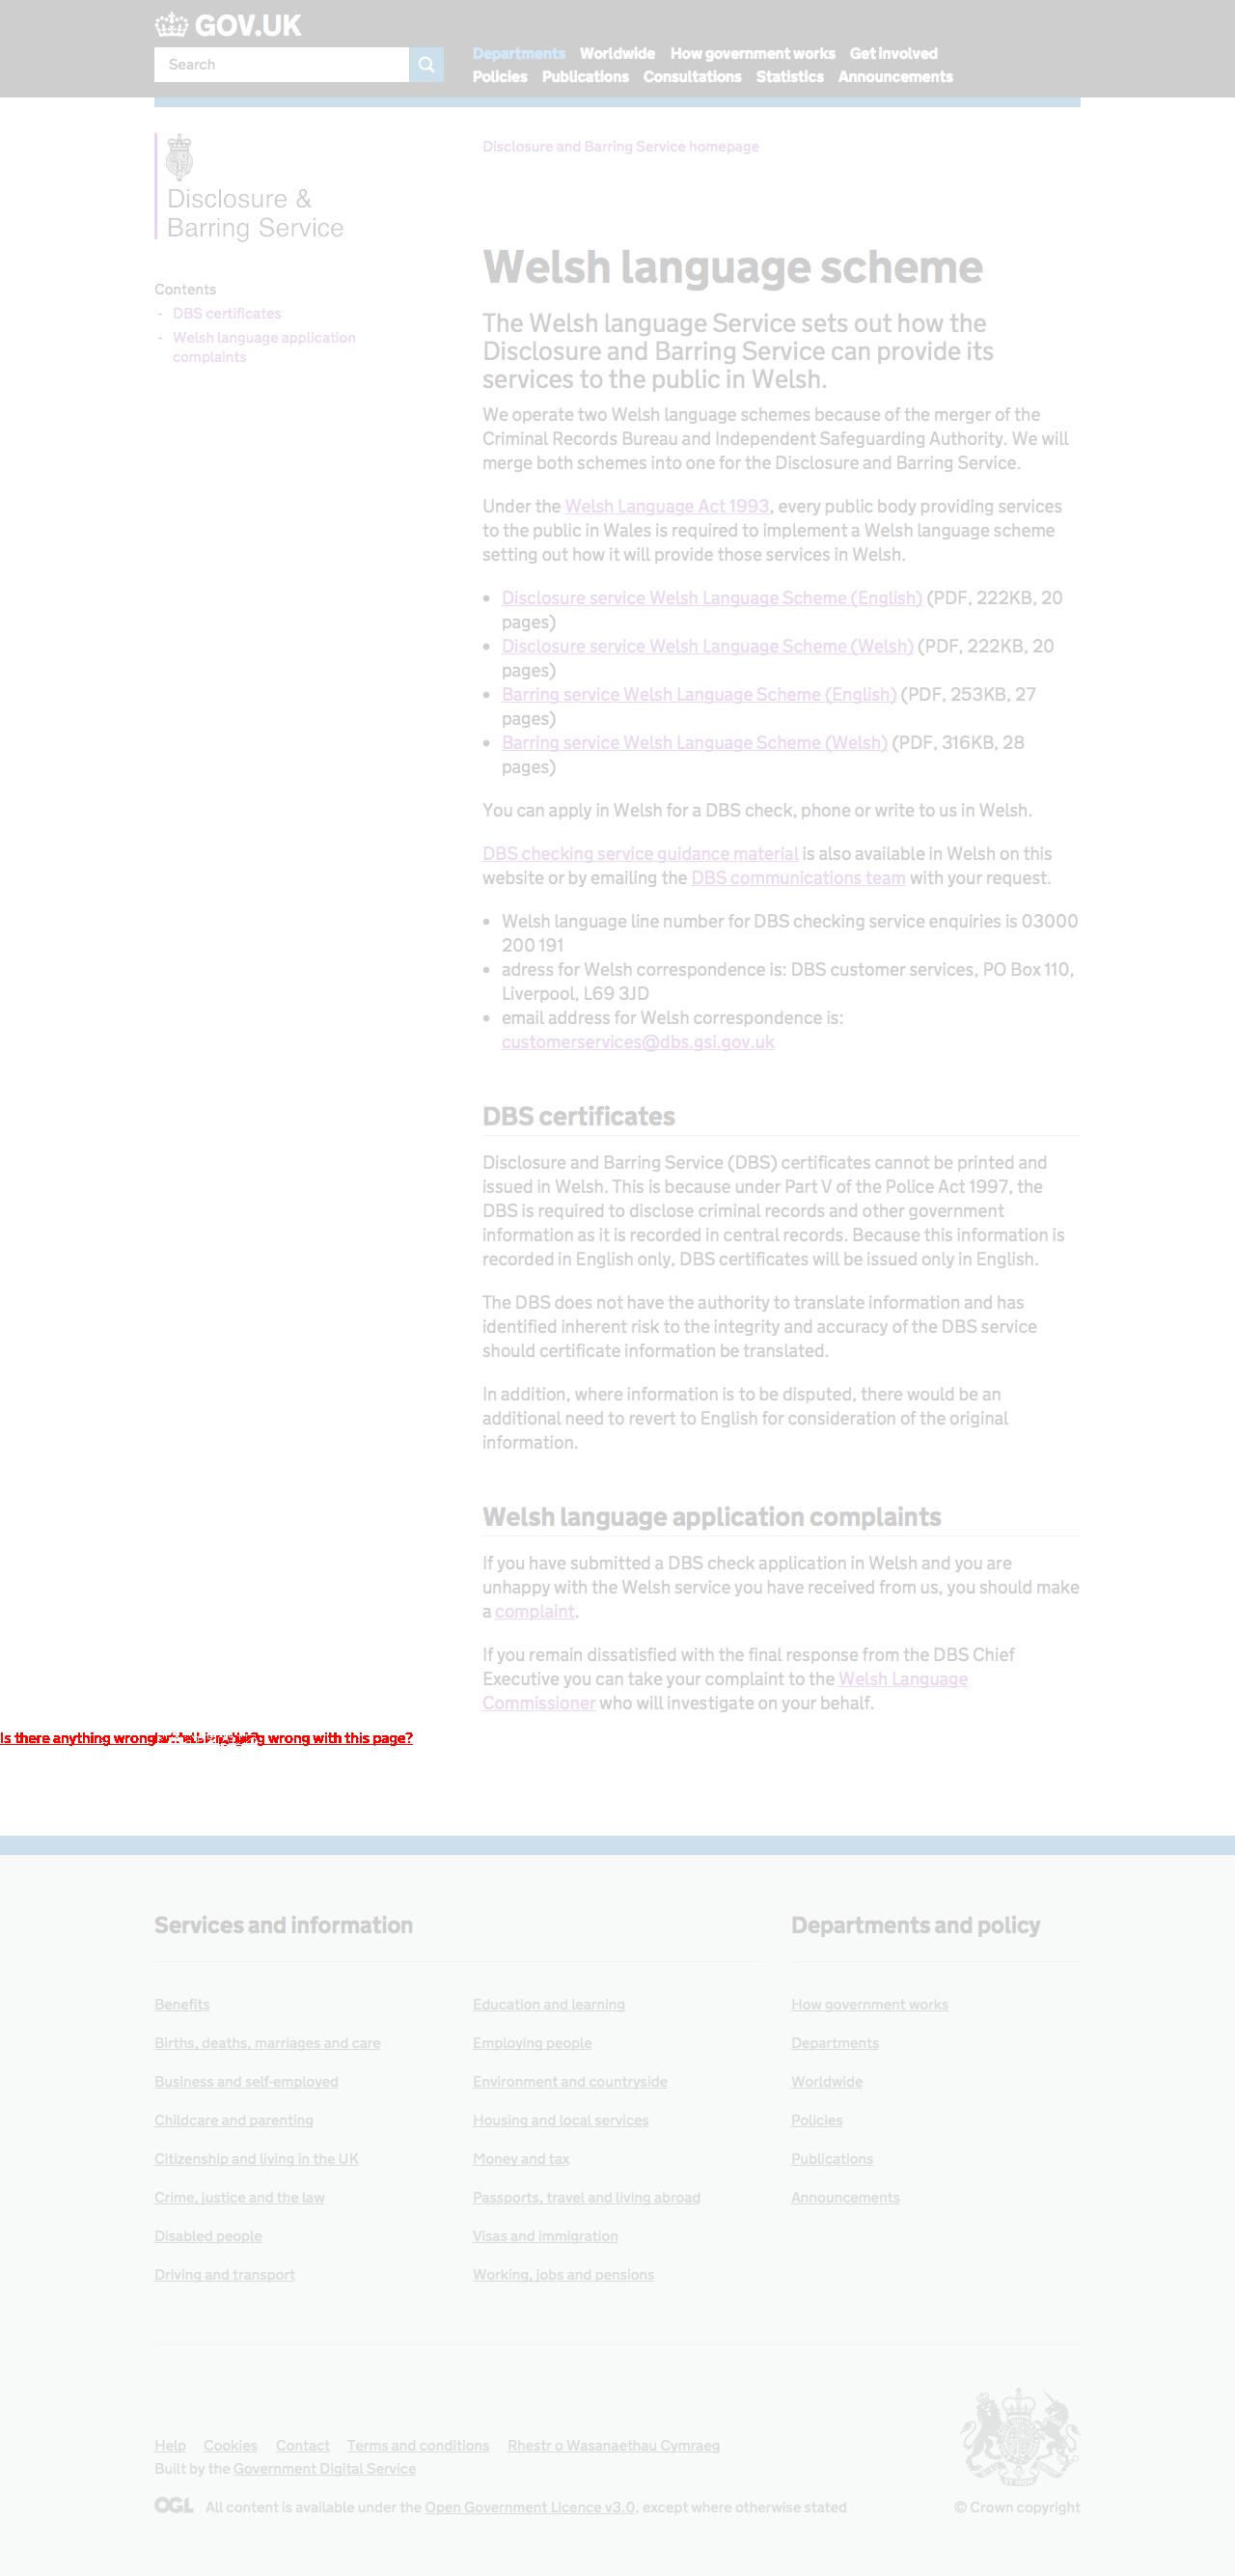 GOV.UK
Search
Departments Worldwide How government works Get involved
Policies Publications Consultations Statistics Announcements
Disclosure and Barring Service homepage
Disclosure &
Barring Service
Contents
- DBS certificates
- Welsh language application
complaints
Welsh language scheme
The Welsh language Service sets out how the
Disclosure and Barring Service can provide its
services to the public in Welsh.
We operate two Welsh language schemes because of the merger of the
Criminal Records Bureau and Independent Safeguarding Authority. We will
merge both schemes into one for the Disclosure and Barring Service.
Under the Welsh Language Act 1993, every public body providing services
to the public in Wales is required to implement a Welsh language scheme
setting out how it will provide those services in Welsh.
• Disclosure service Welsh Language Scheme (English) (PDF, 222KB, 20
pages)
• Disclosure service Welsh Language Scheme (Welsh) (PDF, 222KB, 20
pages)
• Barring service Welsh Language Scheme (English) (PDF, 253KB, 27
pages)
• Barring service Welsh Language Scheme (Welsh) (PDF, 316KB, 28
pages)
You can apply in Welsh for a DBS check, phone or write to us in Welsh.
DBS checking service guidance material is also available in Welsh on this
website or by emailing the DBS communications team with your request.
• Welsh language line number for DBS checking service enquiries is 03000
200 191
• adress for Welsh correspondence is: DBS customer services, PO Box 110,
Liverpool, L69 3JD
• email address for Welsh correspondence is:
customerservices@dbs.gsi.gov.uk
DBS certificates
Disclosure and Barring Service (DBS) certificates cannot be printed and
issued in Welsh. This is because under Part V of the Police Act 1997, the
DBS is required to disclose criminal records and other government
information as it is recorded in central records. Because this information is
recorded in English only, DBS certificates will be issued only in English.
The DBS does not have the authority to translate information and has
identified inherent risk to the integrity and accuracy of the DBS service
should certificate information be translated.
In addition, where information is to be disputed, there would be an
additional need to revert to English for consideration of the original
information.
Welsh language application complaints
If you have submitted a DBS check application in Welsh and you are
unhappy with the Welsh service you have received from us, you should make
a complaint.
If you remain dissatisfied with the final response from the DBS Chief
Executive you can take your complaint to the Welsh Language
Commissioner who will investigate on your behalf.
Is there anything wrong wrong with this page?
Services and information
Departments and policy
Benefits
Births, deaths, marriages and care
Business and self-employed
Childcare and parenting
Citizenship and living in the UK
Crime, justice and the law
Disabled people
Driving and transport
Education and learning
Employing people
Environment and countryside
Housing and local services
Money and tax
Passports, travel and living abroad
Visas and immigration
Working, jobs and pensions
How government works
Departments
Worldwide
Policies
Publications
Announcements
Help Cookies Contact Terms and conditions Rhestr o Wasanaethau Cymraeg
Built by the Government Digital Service
OGL All content is available under the Open Government Licence v3.0, except where otherwise stated
© Crown copyright